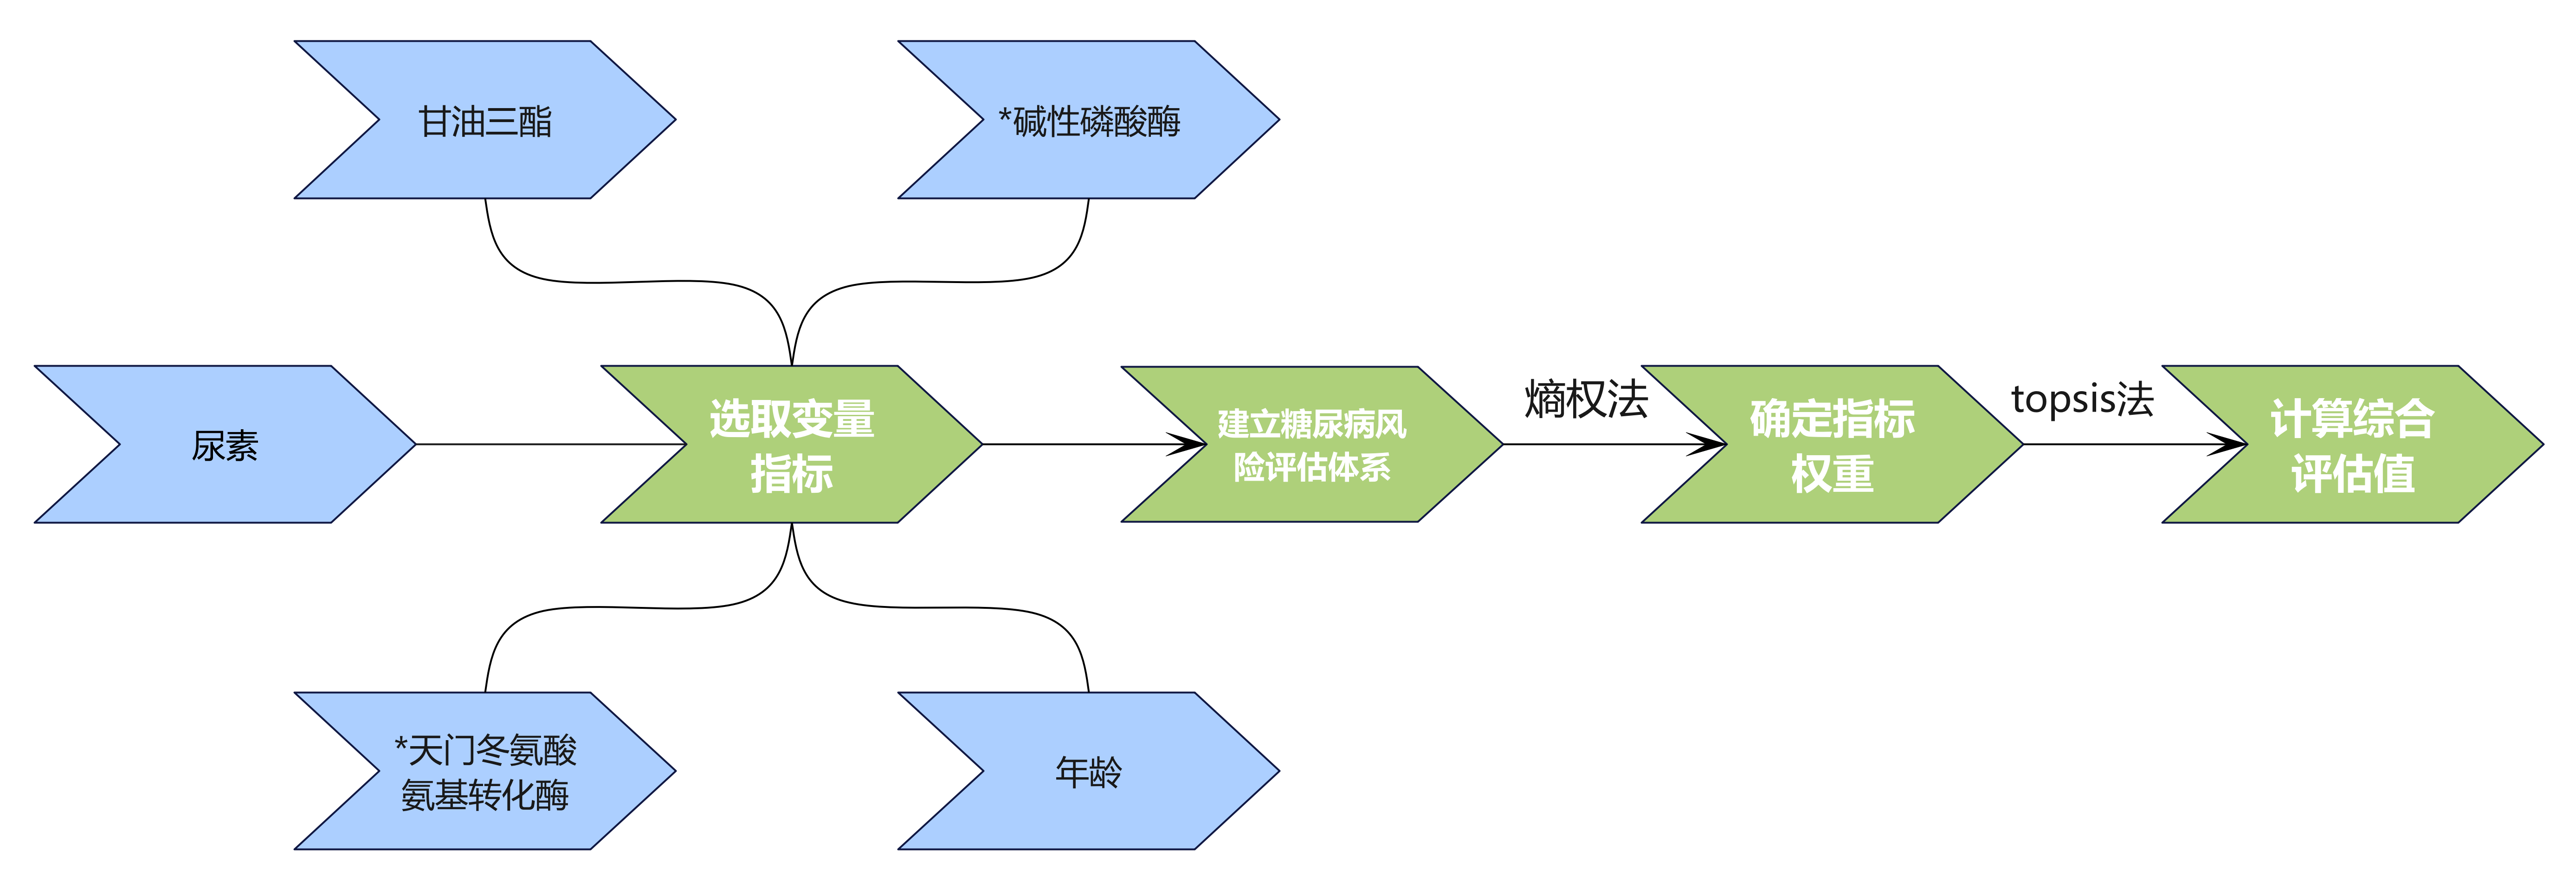 甘油三酯
*碱性磷酸酶
尿素
选取变量
指标
建立糖尿病风
险评估体系
熵权法
确定指标
权重
topsis法
计算综合
评估值
*天门冬氨酸
氨基转化酶
年龄